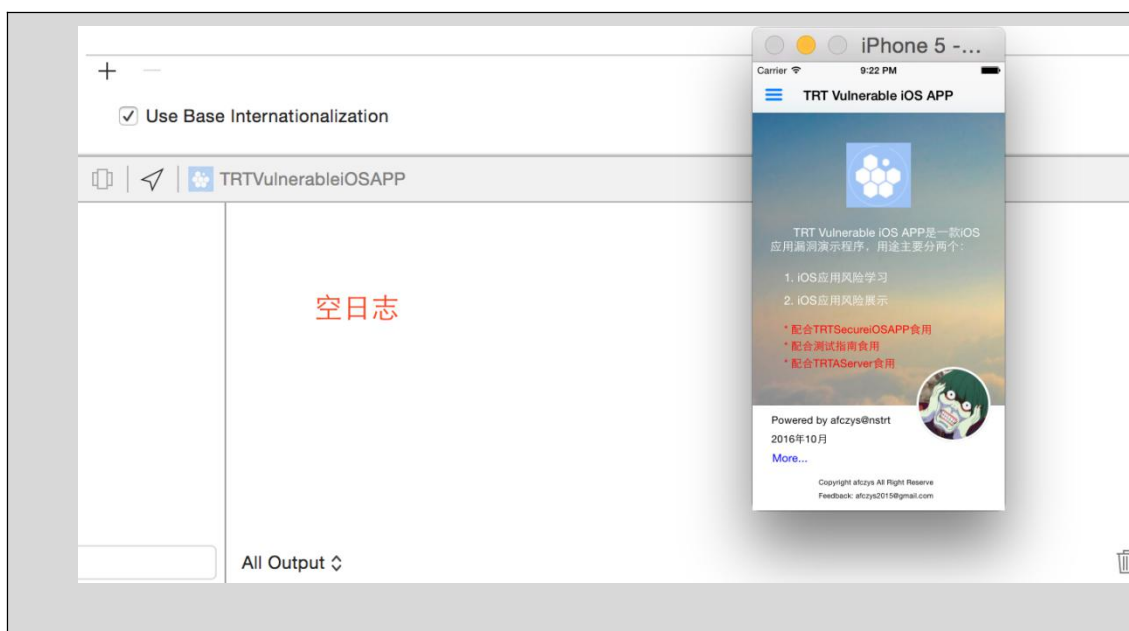 iPhone 5 -...
Carrier
9:22 PM
TRT Vulnerable iOS APP
Use Base Internationalization
TRTVulnerableiOSAPP
空日志
TRT Vulnerable iOS APP是一款iOS
应用漏洞演示程序，用途主要分两个：
1. iOS应用风险学习
2. iOS应用风险展示
* 配合TRTSecureiOSAPP食用
* 配合测试指南食用
* 配合TRTAServer食用
Powered by afczys@nstrt
2016年10月
More...
Copyright afczys All Right Reserve
Feedback: afczys2015@gmail.com
All Output